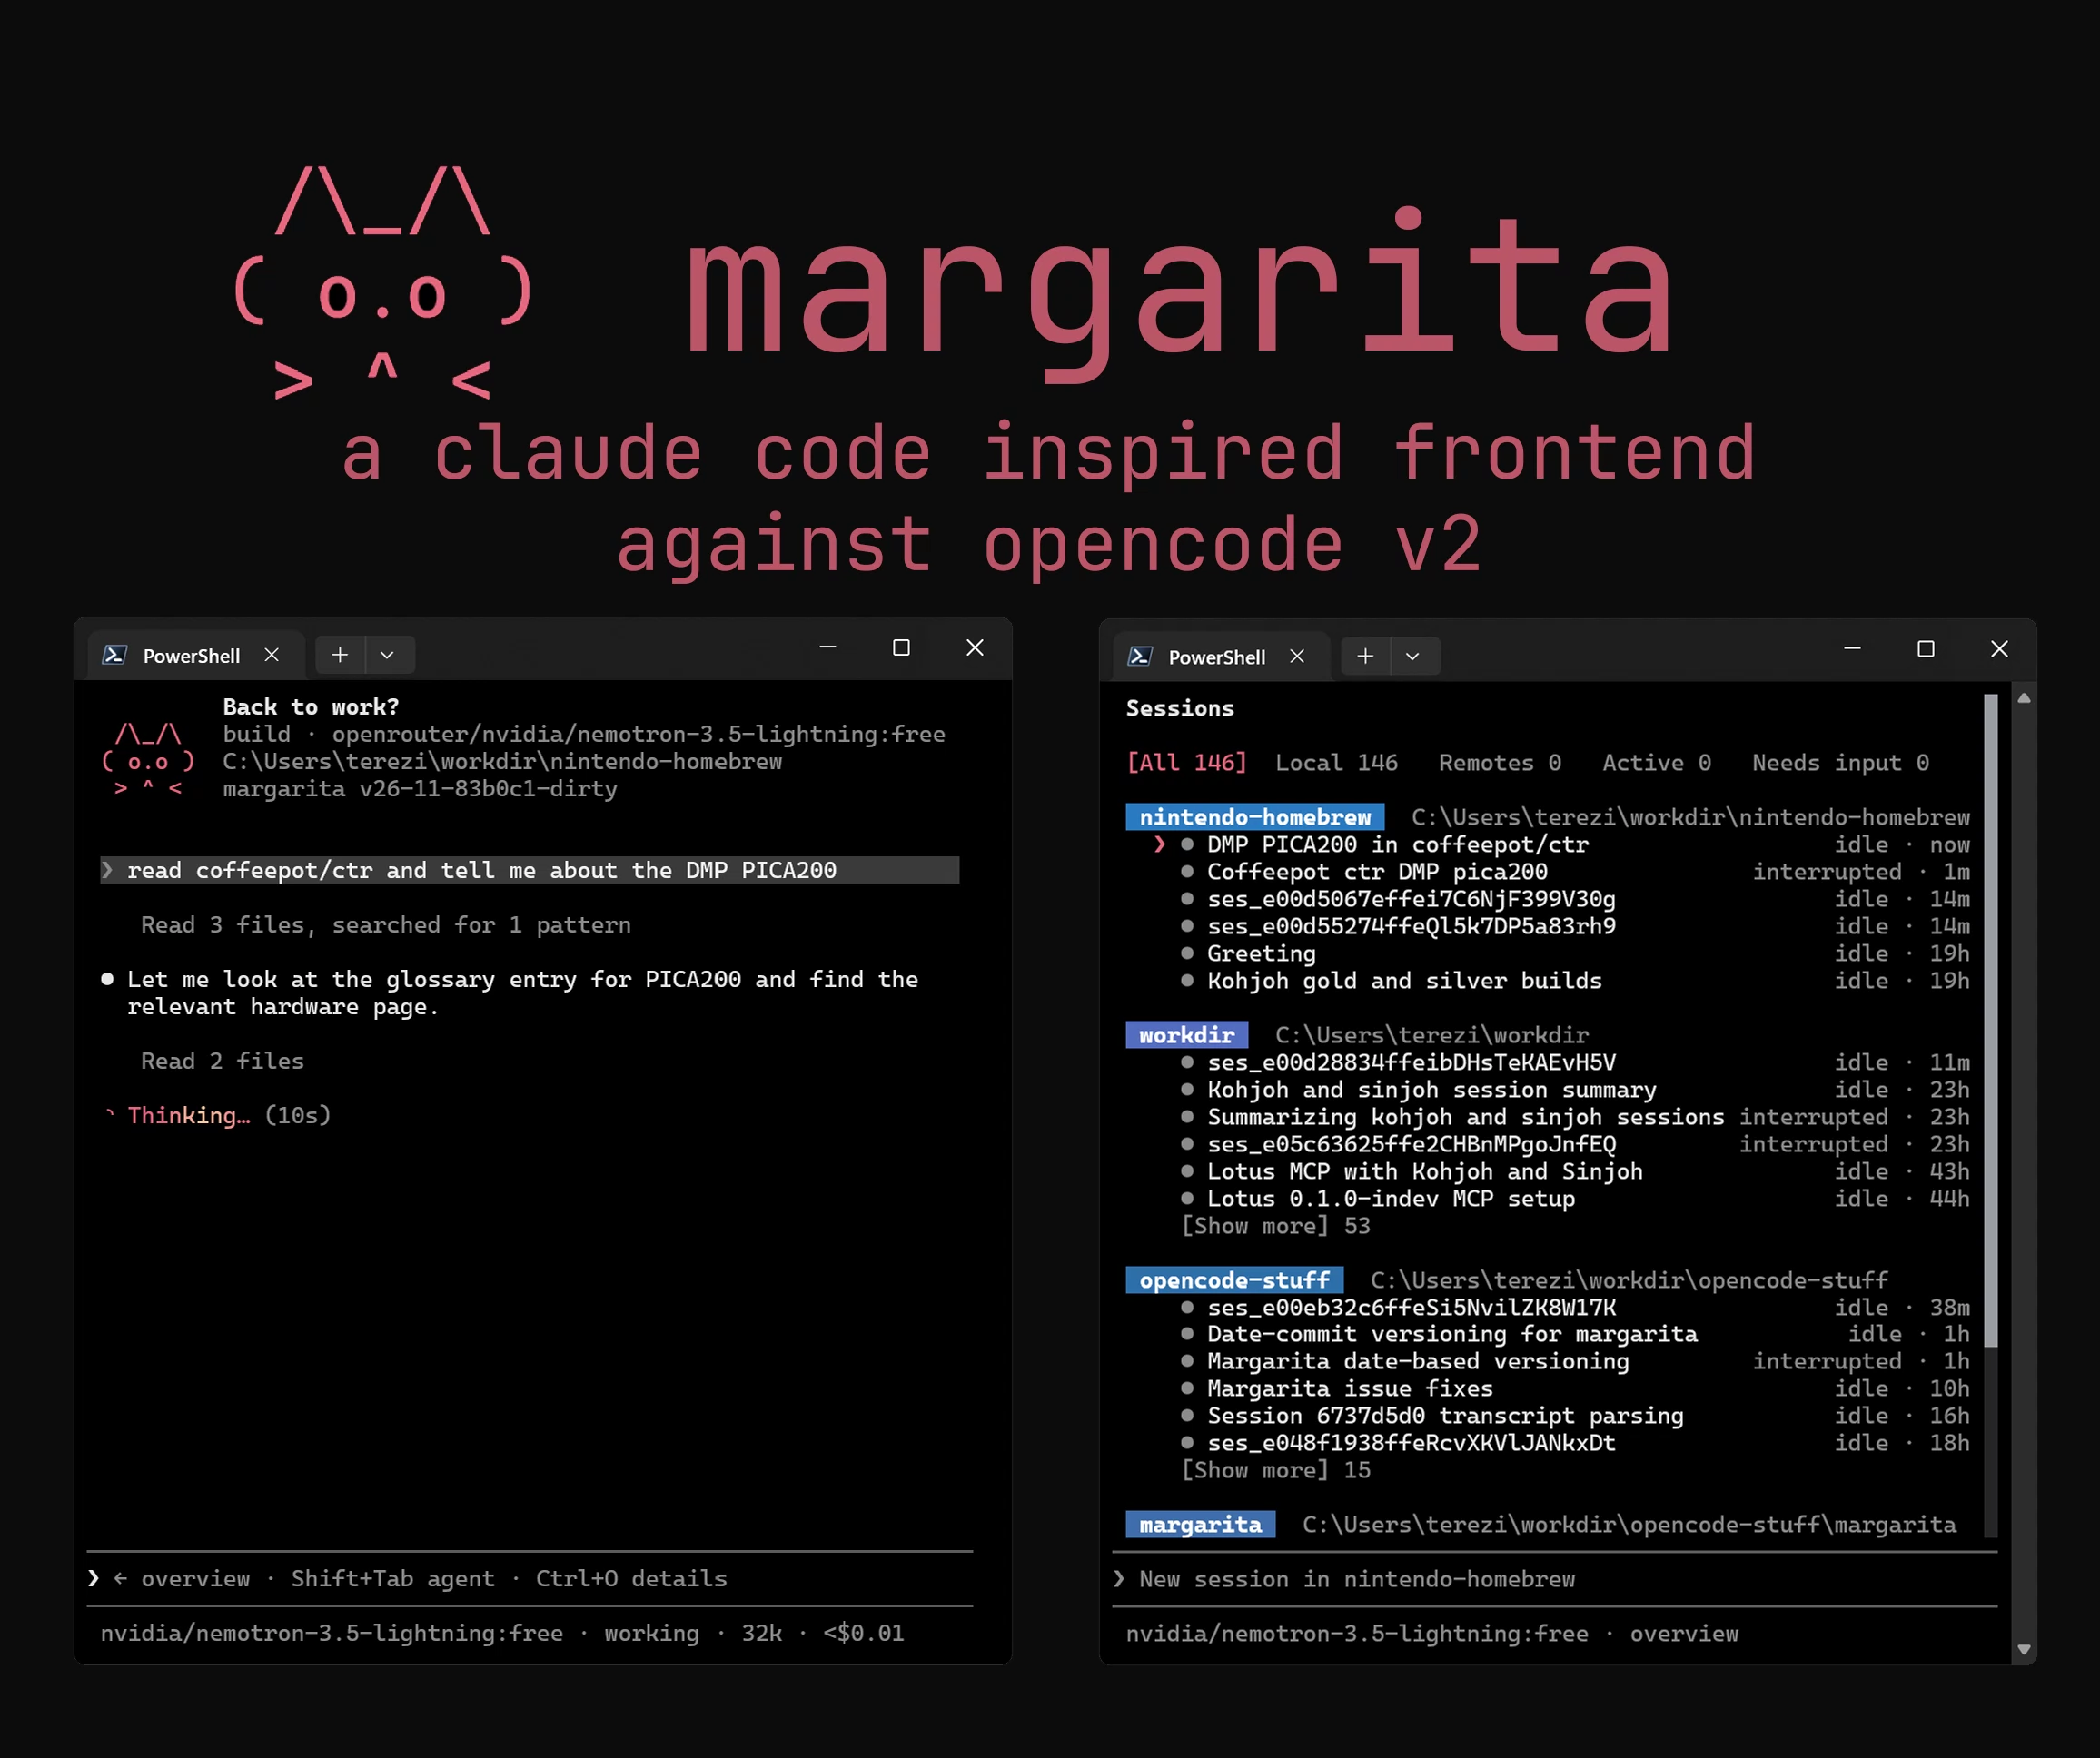 /\_/\
( o.o )
> ^ <
margarita
a claude code inspired frontend
against opencode v2
PowerShell
Back to work?
/\_/\ build · openrouter/nvidia/nemotron-3.5-lightning:free
( o.o ) C:\Users\terezi\workdir\nintendo-homebrew
> ^ < margarita v26-11-83b0c1-dirty
❯ read coffeepot/ctr and tell me about the DMP PICA200
Read 3 files, searched for 1 pattern
● Let me look at the glossary entry for PICA200 and find the
relevant hardware page.
Read 2 files
Thinking… (10s)
❯ ← overview · Shift+Tab agent · Ctrl+O details
nvidia/nemotron-3.5-lightning:free · working · 32k · <$0.01
PowerShell
Sessions
[All 146] Local 146 Remotes 0 Active 0 Needs input 0
nintendo-homebrew C:\Users\terezi\workdir\nintendo-homebrew
❯ ● DMP PICA200 in coffeepot/ctr idle · now
● Coffeepot ctr DMP pica200 interrupted · 1m
● ses_e00d5067effei7C6NjF399V30g idle · 14m
● ses_e00d55274ffeQl5k7DP5a83rh9 idle · 14m
● Greeting idle · 19h
● Kohjoh gold and silver builds idle · 19h
workdir C:\Users\terezi\workdir
● ses_e00d28834ffeibDHsTeKAEvH5V idle · 11m
● Kohjoh and sinjoh session summary idle · 23h
● Summarizing kohjoh and sinjoh sessions interrupted · 23h
● ses_e05c63625ffe2CHBnMPgoJnfEQ interrupted · 23h
● Lotus MCP with Kohjoh and Sinjoh idle · 43h
● Lotus 0.1.0-indev MCP setup idle · 44h
[Show more] 53
opencode-stuff C:\Users\terezi\workdir\opencode-stuff
● ses_e00eb32c6ffeSi5NvilZK8W17K idle · 38m
● Date-commit versioning for margarita idle · 1h
● Margarita date-based versioning interrupted · 1h
● Margarita issue fixes idle · 10h
● Session 6737d5d0 transcript parsing idle · 16h
● ses_e048f1938ffeRcvXKVlJANkxDt idle · 18h
[Show more] 15
margarita C:\Users\terezi\workdir\opencode-stuff\margarita
❯ New session in nintendo-homebrew
nvidia/nemotron-3.5-lightning:free · overview